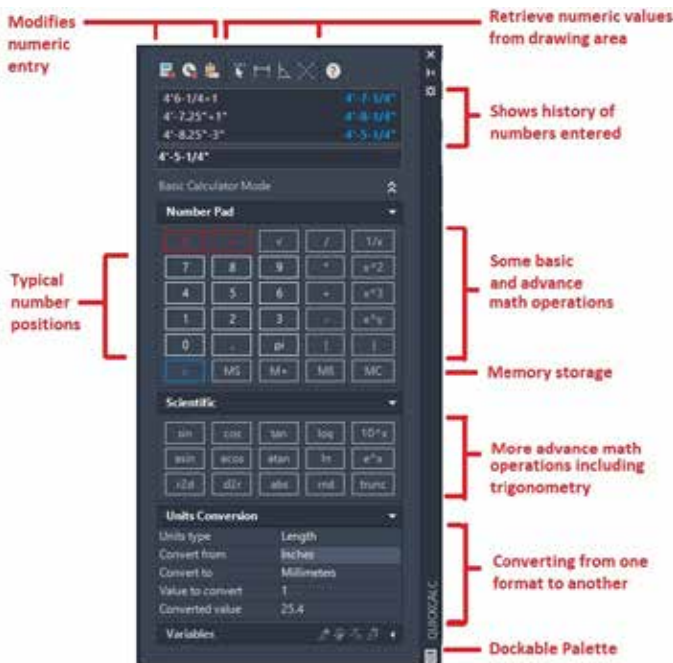 Modifies
numeric
entry
Retrieve numeric values
from drawing area
4'6-1/4+1 4'-7-1/4"
4'-7.25"+1" 4'-8-1/4"
4'-8.25"-3" 4'-5-1/4"
4'-5-1/4"
Shows history of
numbers entered
Basic Calculator Mode
Number Pad
Typical
number
positions
√ / 1/x
7 8 9 * x^2
4 5 6 + x^3
1 2 3 - x^y
0 . pi ( )
= MS M+ MR MC
Some basic
and advance
math operations
Memory storage
Scientific
sin cos tan log 10^x
asin acos atan ln e^x
r2d d2r abs rnd trunc
More advance math
operations including
trigonometry
Units Conversion
Units type Length
Convert from Inches
Convert to Millimeters
Value to convert 1
Converted value 25.4
Converting from one
format to another
Variables
QUICKCALC
Dockable Palette